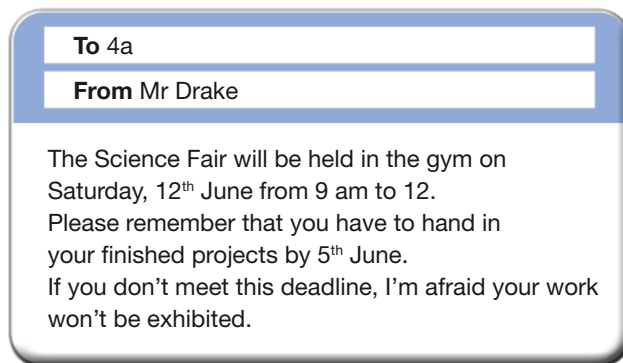 To 4a
From Mr Drake
The Science Fair will be held in the gym on
Saturday, 12th June from 9 am to 12.
Please remember that you have to hand in
your finished projects by 5th June.
If you don’t meet this deadline, I’m afraid your work
won’t be exhibited.